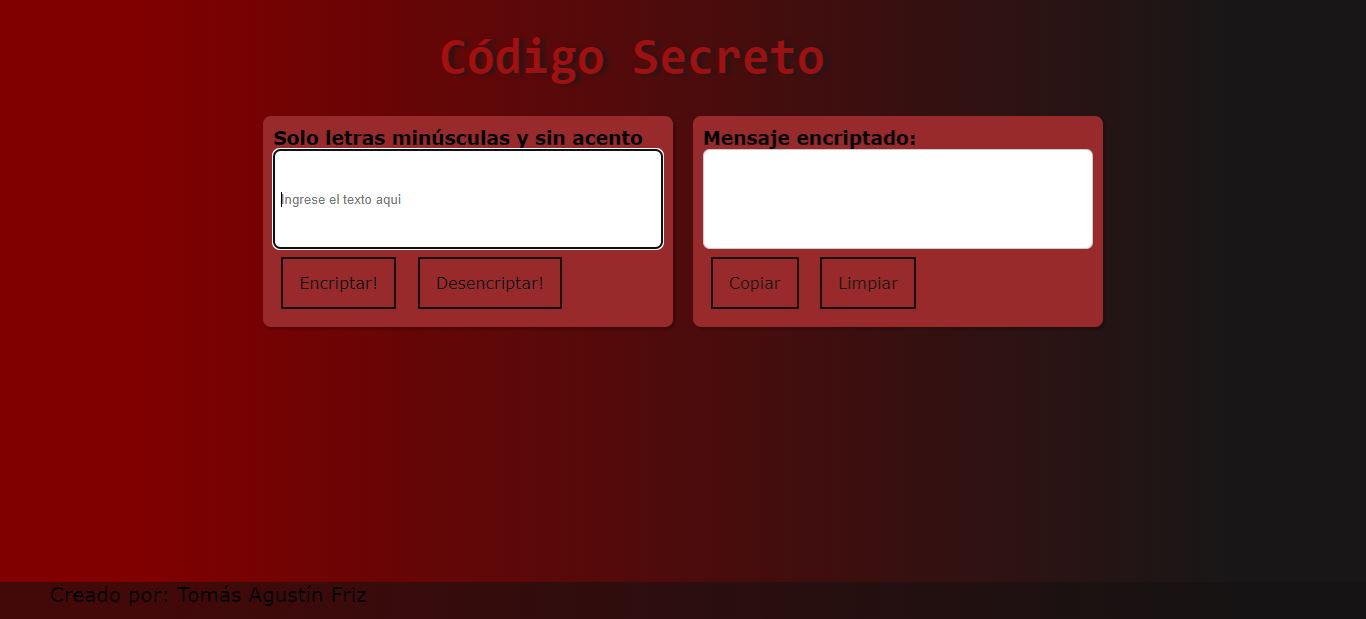 Código Secreto
Solo letras minúsculas y sin acento
Ingrese el texto aqui
Encriptar!
Desencriptar!
Mensaje encriptado:
Copiar
Limpiar
Creado por: Tomás Agustín Friz